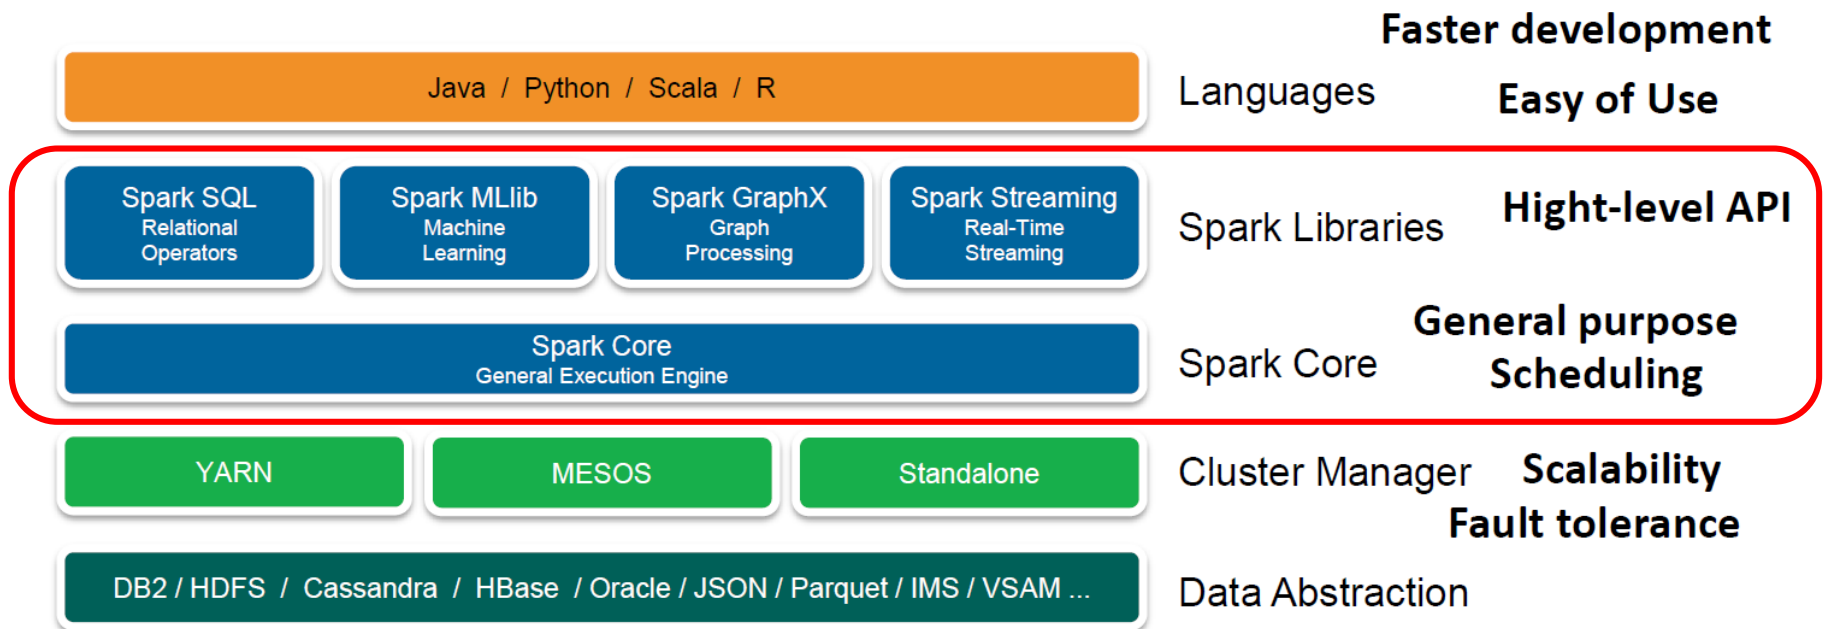 Faster development
Java / Python / Scala / R
Languages
Easy of Use
Spark SQL
Relational
Operators
Spark MLlib
Machine
Learning
Spark GraphX
Graph
Processing
Spark Streaming
Real-Time
Streaming
Spark Libraries
Hight-level API
Spark Core
General Execution Engine
Spark Core
General purpose
Scheduling
YARN
MESOS
Standalone
Cluster Manager
Scalability
Fault tolerance
DB2 / HDFS / Cassandra / HBase / Oracle / JSON / Parquet / IMS / VSAM ...
Data Abstraction